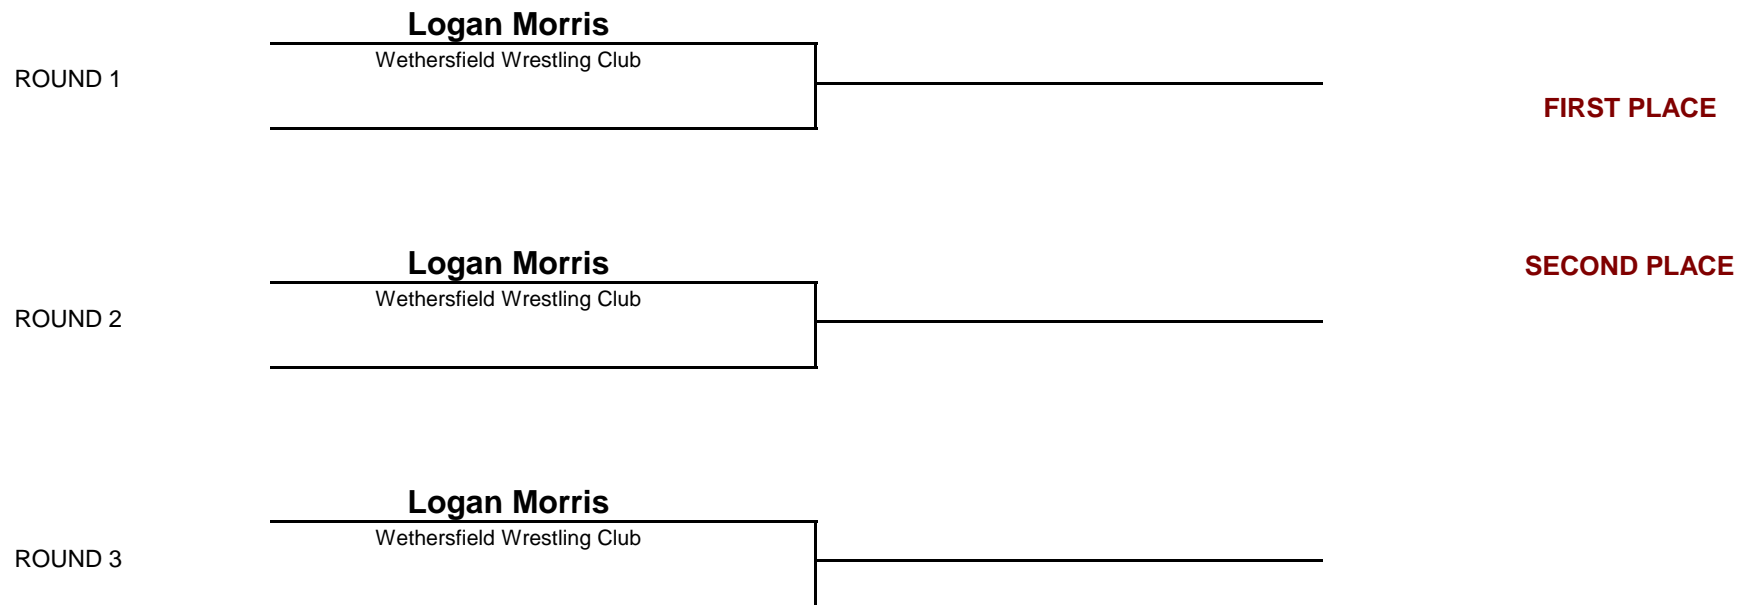 Logan Morris
Wethersfield Wrestling Club
ROUND 1
FIRST PLACE
Logan Morris
SECOND PLACE
Wethersfield Wrestling Club
ROUND 2
Logan Morris
Wethersfield Wrestling Club
ROUND 3